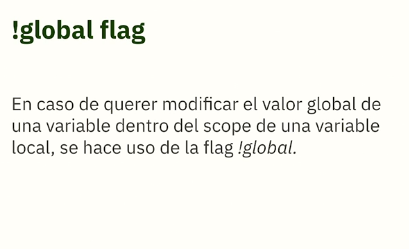 !global flag
En caso de querer modificar el valor global de
una variable dentro del scope de una variable
local, se hace uso de la flag !global.